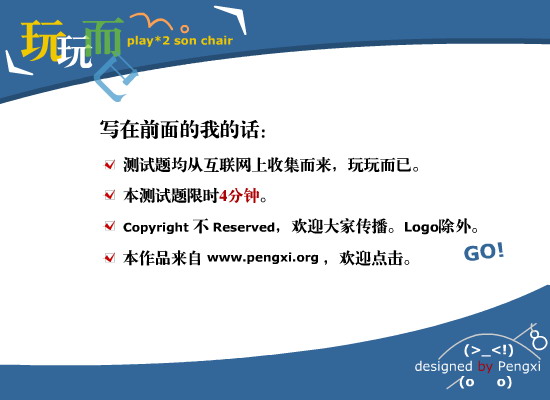 玩玩而已
play*2 son chair
写在前面的我的话：
测试题均从互联网上收集而来，玩玩而已。
本测试题限时4分钟。
Copyright 不 Reserved，欢迎大家传播。Logo除外。
本作品来自 www.pengxi.org ，欢迎点击。
GO!
(>_<!)
designed by Pengxi
(o o)